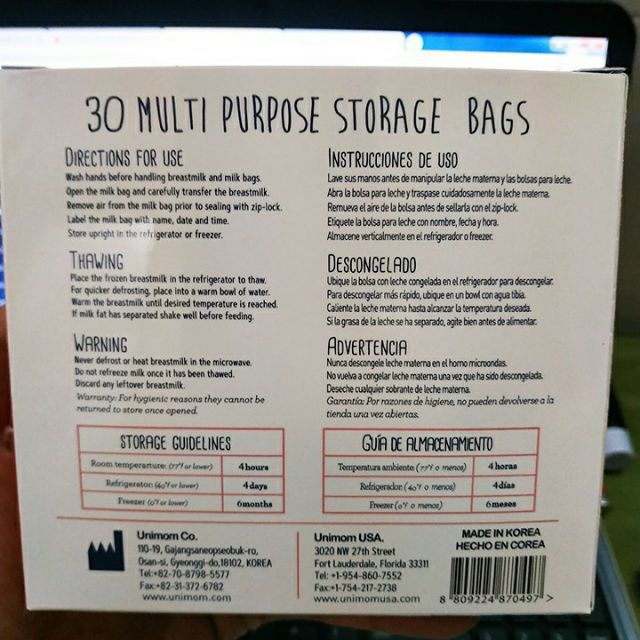 30 MULTI PURPOSE STORAGE BAGS
DIRECTIONS FOR USE
Wash hands before handling breastmilk and milk bags.
Open the milk bag and carefully transfer the breastmilk.
Remove air from the milk bag prior to sealing with zip-lock.
Label the milk bag with name, date and time.
Store upright in the refrigerator or freezer.
THAWING
Place the frozen breastmilk in the refrigerator to thaw.
For quicker defrosting, place into a warm bowl of water.
Warm the breastmilk until desired temperature is reached.
If milk fat has separated shake well before feeding.
WARNING
Never defrost or heat breastmilk in the microwave.
Do not refreeze milk once it has been thawed.
Discard any leftover breastmilk.
Warranty: For hygienic reasons they cannot be
returned to store once opened.
STORAGE GUIDELINES
Room temperarture: (77°f or lower) 4 hours
Refrigerator: (40°f or lower) 4 days
Freezer (0°f or lower) 6months
INSTRUCCIONES DE USO
Lave sus manos antes de manipular la leche materna y las bolsas para leche.
Abra la bolsa para leche y traspase cuidadosamente la leche materna.
Remueva el aire de la bolsa antes de sellarla con el zip-lock.
Etiquete la bolsa para leche con nombre, fecha y hora.
Almacene verticalmente en el refrigerador o freezer.
DESCONGELADO
Ubique la bolsa con leche congelada en el refrigerador para descongelar.
Para descongelar más rápido, ubique en un bowl con agua tibia.
Caliente la leche materna hasta alcanzar la temperatura deseada.
Si la grasa de la leche se ha separado, agite bien antes de alimentar.
ADVERTENCIA
Nunca descongele leche materna en el horno microondas.
No vuelva a congelar leche materna una vez que ha sido descongelada.
Deseche cualquier sobrante de leche materna.
Garantía: Por razones de higiene, no pueden devolverse a la
tienda una vez abiertas.
GUÍA DE ALMACENAMIENTO
Temperatura ambiente (77°f o menos) 4 horas
Refrigerador: (40°f o menos) 4 días
Freezer (0°f o menos) 6 meses
Unimom Co.
110-19, Gajangsaneopseobuk-ro,
Osan-si, Gyeonggi-do,18102, KOREA
Tel:+82-70-8798-5577
Fax:+82-31-372-6782
www.unimom.com
Unimom USA,
3020 NW 27th Street
Fort Lauderdale, Florida 33311
Tel: +1-954-860-7552
Fax:+1-754-217-2738
www.unimomusa.com
MADE IN KOREA
HECHO EN COREA
8 809224 870497 >